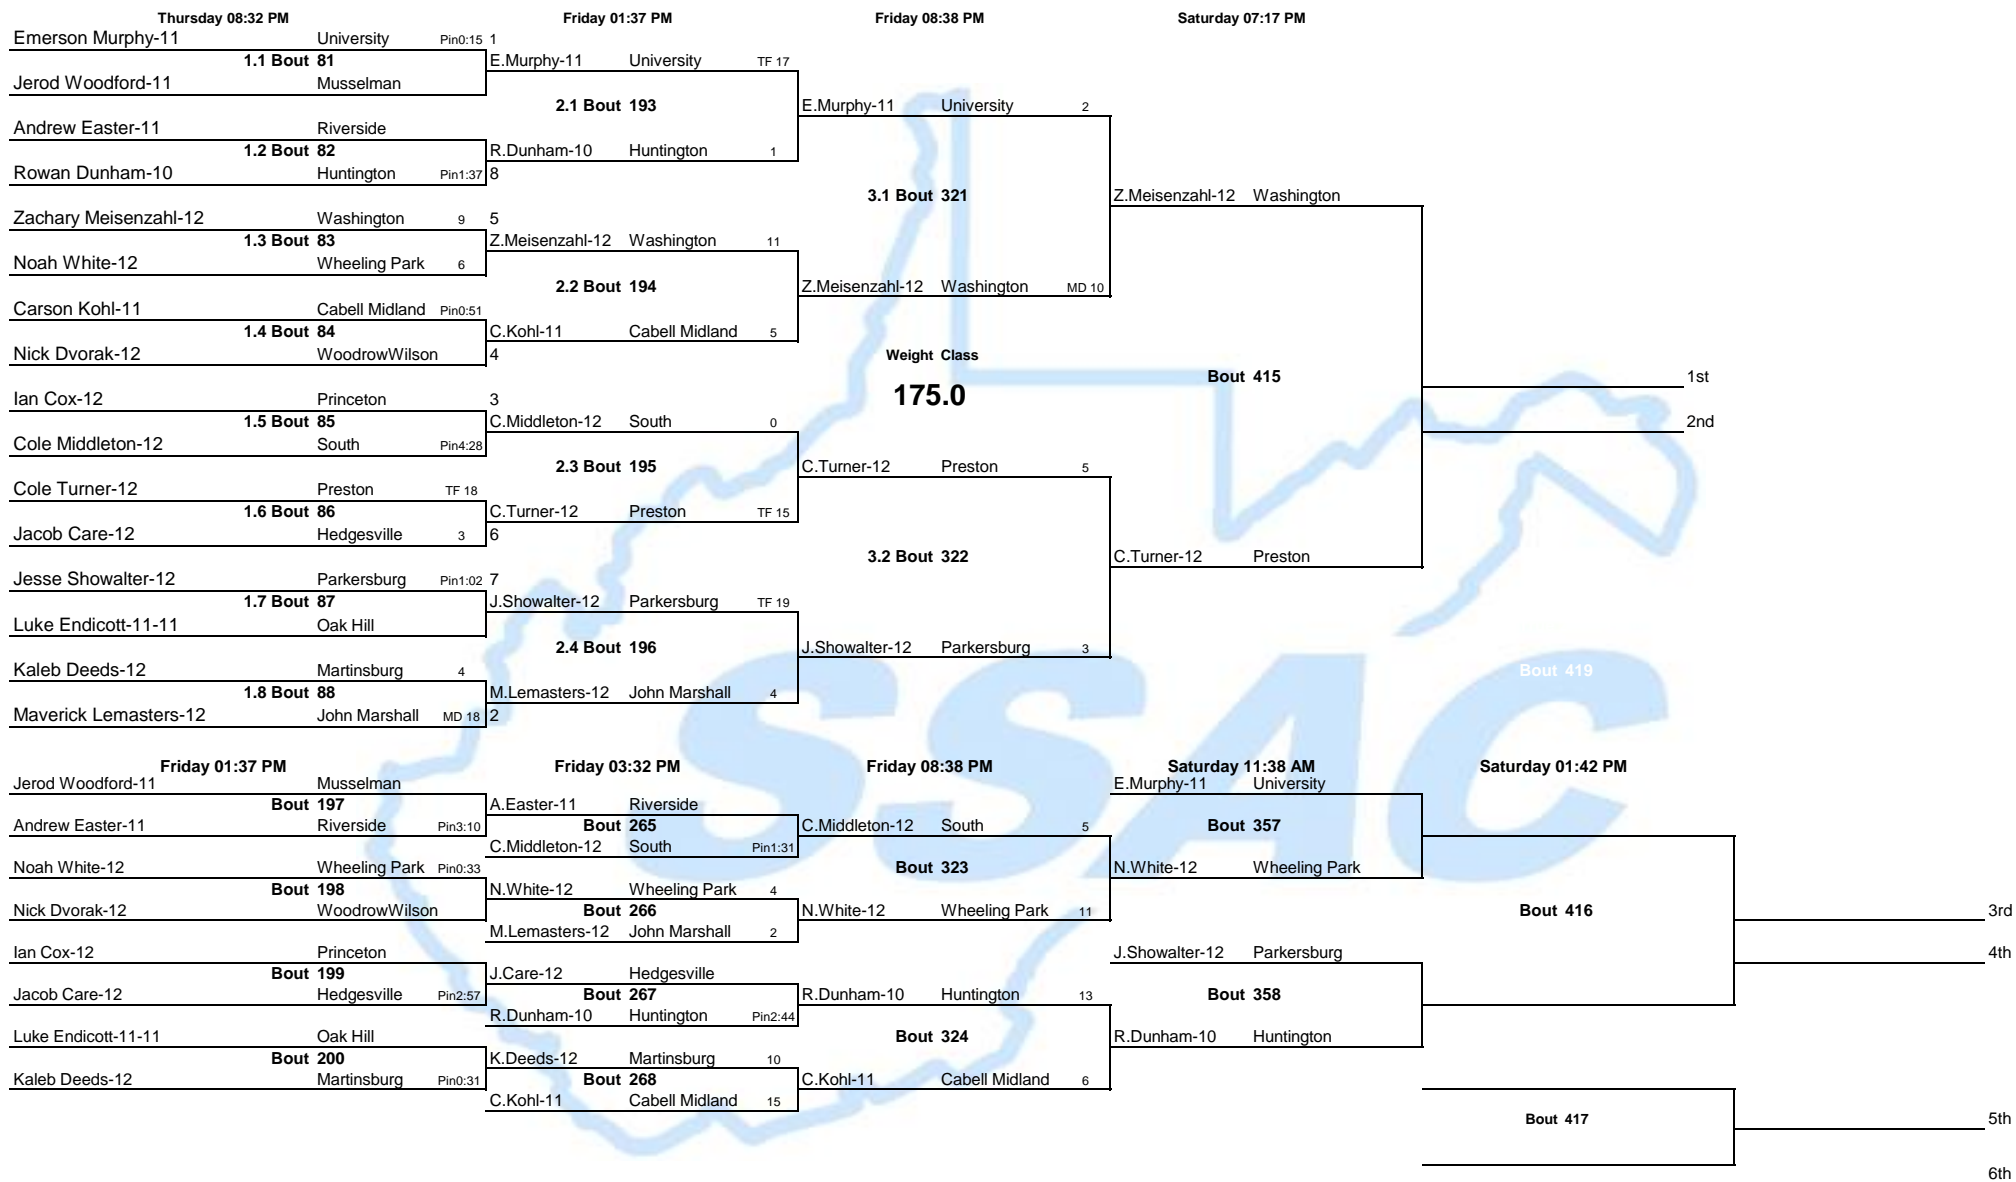 Thursday 08:32 PM Friday 01:37 PM Friday 08:38 PM Saturday 07:17 PM
Emerson Murphy-11 University Pin0:15 1
1.1 Bout 81 E.Murphy-11 University TF 17
Jerod Woodford-11 Musselman
2.1 Bout 193 E.Murphy-11 University 2
Andrew Easter-11 Riverside
1.2 Bout 82 R.Dunham-10 Huntington 1
Rowan Dunham-10 Huntington Pin1:37 8
3.1 Bout 321 Z.Meisenzahl-12 Washington
Zachary Meisenzahl-12 Washington 9 5
1.3 Bout 83 Z.Meisenzahl-12 Washington 11
Noah White-12 Wheeling Park 6
2.2 Bout 194 Z.Meisenzahl-12 Washington MD 10
Carson Kohl-11 Cabell Midland Pin0:51
1.4 Bout 84 C.Kohl-11 Cabell Midland 5
Nick Dvorak-12 WoodrowWilson 4 Weight Class
Bout 415 1st
Ian Cox-12 Princeton 3 175.0
1.5 Bout 85 C.Middleton-12 South 0 2nd
Cole Middleton-12 South Pin4:28
2.3 Bout 195 C.Turner-12 Preston 5
Cole Turner-12 Preston TF 18
1.6 Bout 86 C.Turner-12 Preston TF 15
Jacob Care-12 Hedgesville 3 6
3.2 Bout 322 C.Turner-12 Preston
Jesse Showalter-12 Parkersburg Pin1:02 7
1.7 Bout 87 J.Showalter-12 Parkersburg TF 19
Luke Endicott-11-11 Oak Hill
2.4 Bout 196 J.Showalter-12 Parkersburg 3
Kaleb Deeds-12 Martinsburg 4 Bout 419
1.8 Bout 88 M.Lemasters-12 John Marshall 4
Maverick Lemasters-12 John Marshall MD 18 2
SSAC
Friday 01:37 PM Friday 03:32 PM Friday 08:38 PM Saturday 11:38 AM Saturday 01:42 PM
Jerod Woodford-11 Musselman E.Murphy-11 University
Bout 197 A.Easter-11 Riverside
Andrew Easter-11 Riverside Pin3:10 Bout 265 C.Middleton-12 South 5 Bout 357
C.Middleton-12 South Pin1:31
Noah White-12 Wheeling Park Pin0:33 Bout 323 N.White-12 Wheeling Park
Bout 198 N.White-12 Wheeling Park 4
Nick Dvorak-12 WoodrowWilson Bout 266 N.White-12 Wheeling Park 11 Bout 416 3rd
M.Lemasters-12 John Marshall 2
Ian Cox-12 Princeton J.Showalter-12 Parkersburg 4th
Bout 199 J.Care-12 Hedgesville
Jacob Care-12 Hedgesville Pin2:57 Bout 267 R.Dunham-10 Huntington 13 Bout 358
R.Dunham-10 Huntington Pin2:44
Luke Endicott-11-11 Oak Hill Bout 324 R.Dunham-10 Huntington
Bout 200 K.Deeds-12 Martinsburg 10
Kaleb Deeds-12 Martinsburg Pin0:31 Bout 268 C.Kohl-11 Cabell Midland 6
C.Kohl-11 Cabell Midland 15
Bout 417 5th
6th